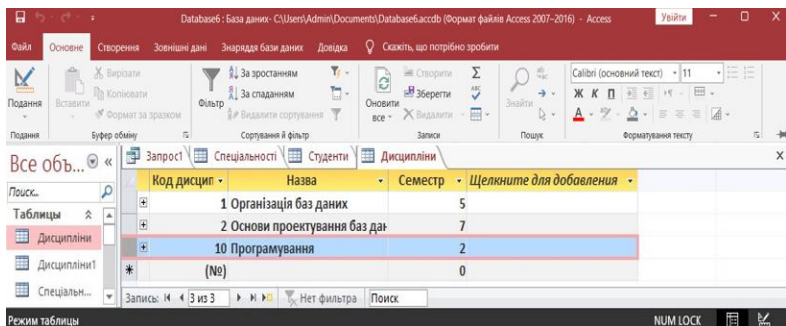 Database6 : База даних- C:\Users\Admin\Documents\Database6.accdb (Формат файлів Access 2007–2016) - Access
Увійти
Файл Основне Створення Зовнішні дані Знаряддя бази даних Довідка Скажіть, що потрібно зробити
Подання
Вставити
Вирізати
Копіювати
Формат за зразком
Фільтр
За зростанням
За спаданням
Видалити сортування
Оновити все
Створити
Зберегти
Видалити
Знайти
Calibri (основний текст) 11
Ж К П
Подання Буфер обміну Сортування й фільтр Записи Пошук Форматування тексту
Все объ...
Запрос1 Спеціальності Студенти Дисципліни
Поиск...
Таблицы
Дисципліни
Дисципліни1
Спеціальн...
Код дисцип Назва Семестр Щелкните для добавления
1 Організація баз даних 5
2 Основи проектування баз дан 7
10 Програмування 2
(№) 0
Запись: 3 из 3 Нет фильтра Поиск
Режим таблицы NUM LOCK